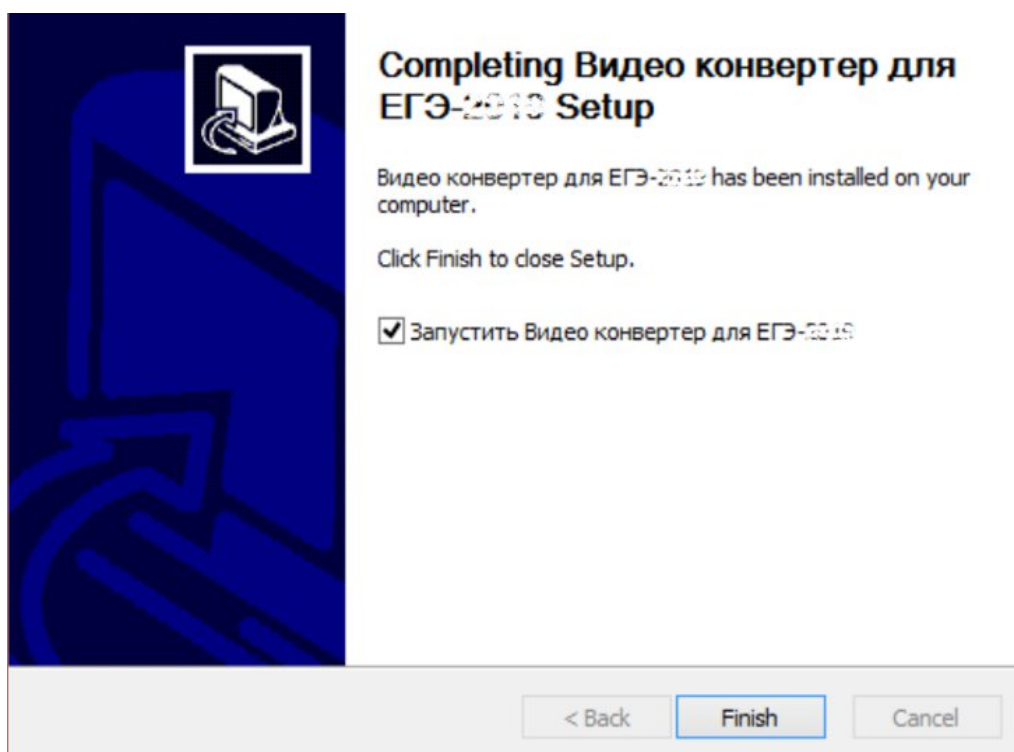 Completing Видео конвертер для
ЕГЭ- Setup
Видео конвертер для ЕГЭ- has been installed on your
computer.
Click Finish to close Setup.
Запустить Видео конвертер для ЕГЭ-
< Back
Finish
Cancel